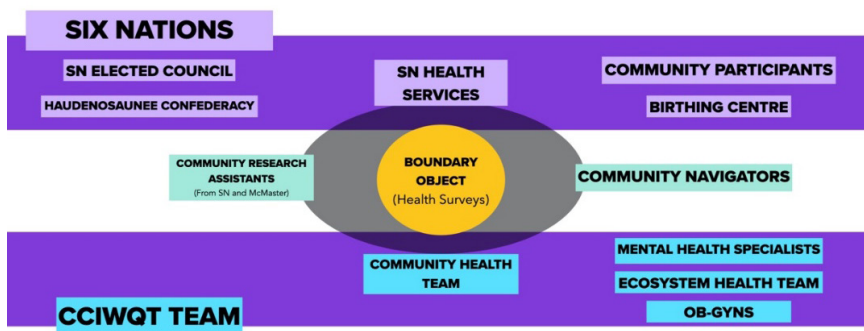 SIX NATIONS
SN ELECTED COUNCIL
HAUDENOSAUNEE CONFEDERACY
SN HEALTH
SERVICES
COMMUNITY PARTICIPANTS
BIRTHING CENTRE
COMMUNITY RESEARCH
ASSISTANTS
(From SN and McMaster)
BOUNDARY
OBJECT
(Health Surveys)
COMMUNITY NAVIGATORS
COMMUNITY HEALTH
TEAM
MENTAL HEALTH SPECIALISTS
ECOSYSTEM HEALTH TEAM
OB-GYNS
CCIWQT TEAM